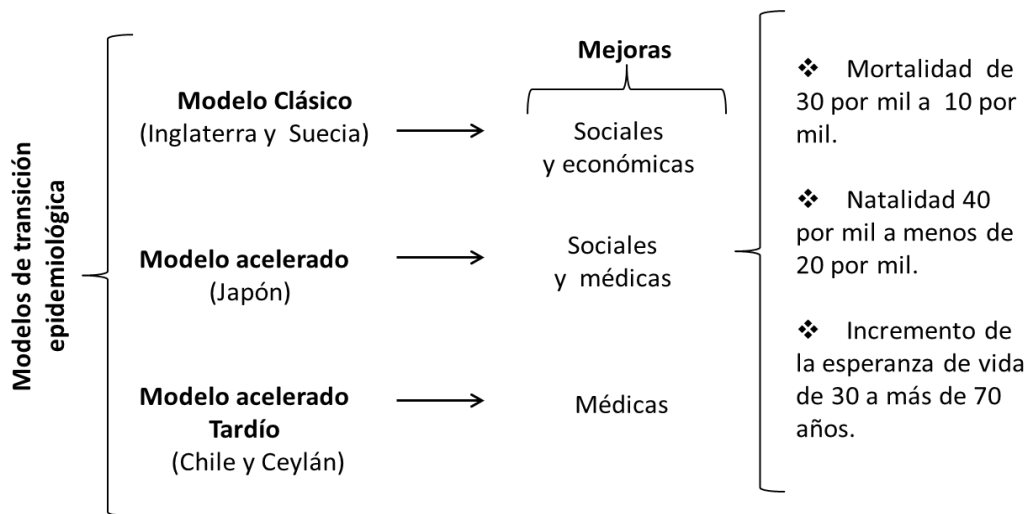 Modelos de transición
epidemiológica
Modelo Clásico
(Inglaterra y Suecia)
Modelo acelerado
(Japón)
Modelo acelerado
Tardío
(Chile y Ceylán)
Mejoras
Sociales
y económicas
Sociales
y médicas
Médicas
❖ Mortalidad de
30 por mil a 10 por
mil.
❖ Natalidad 40
por mil a menos de
20 por mil.
❖ Incremento de
la esperanza de vida
de 30 a más de 70
años.